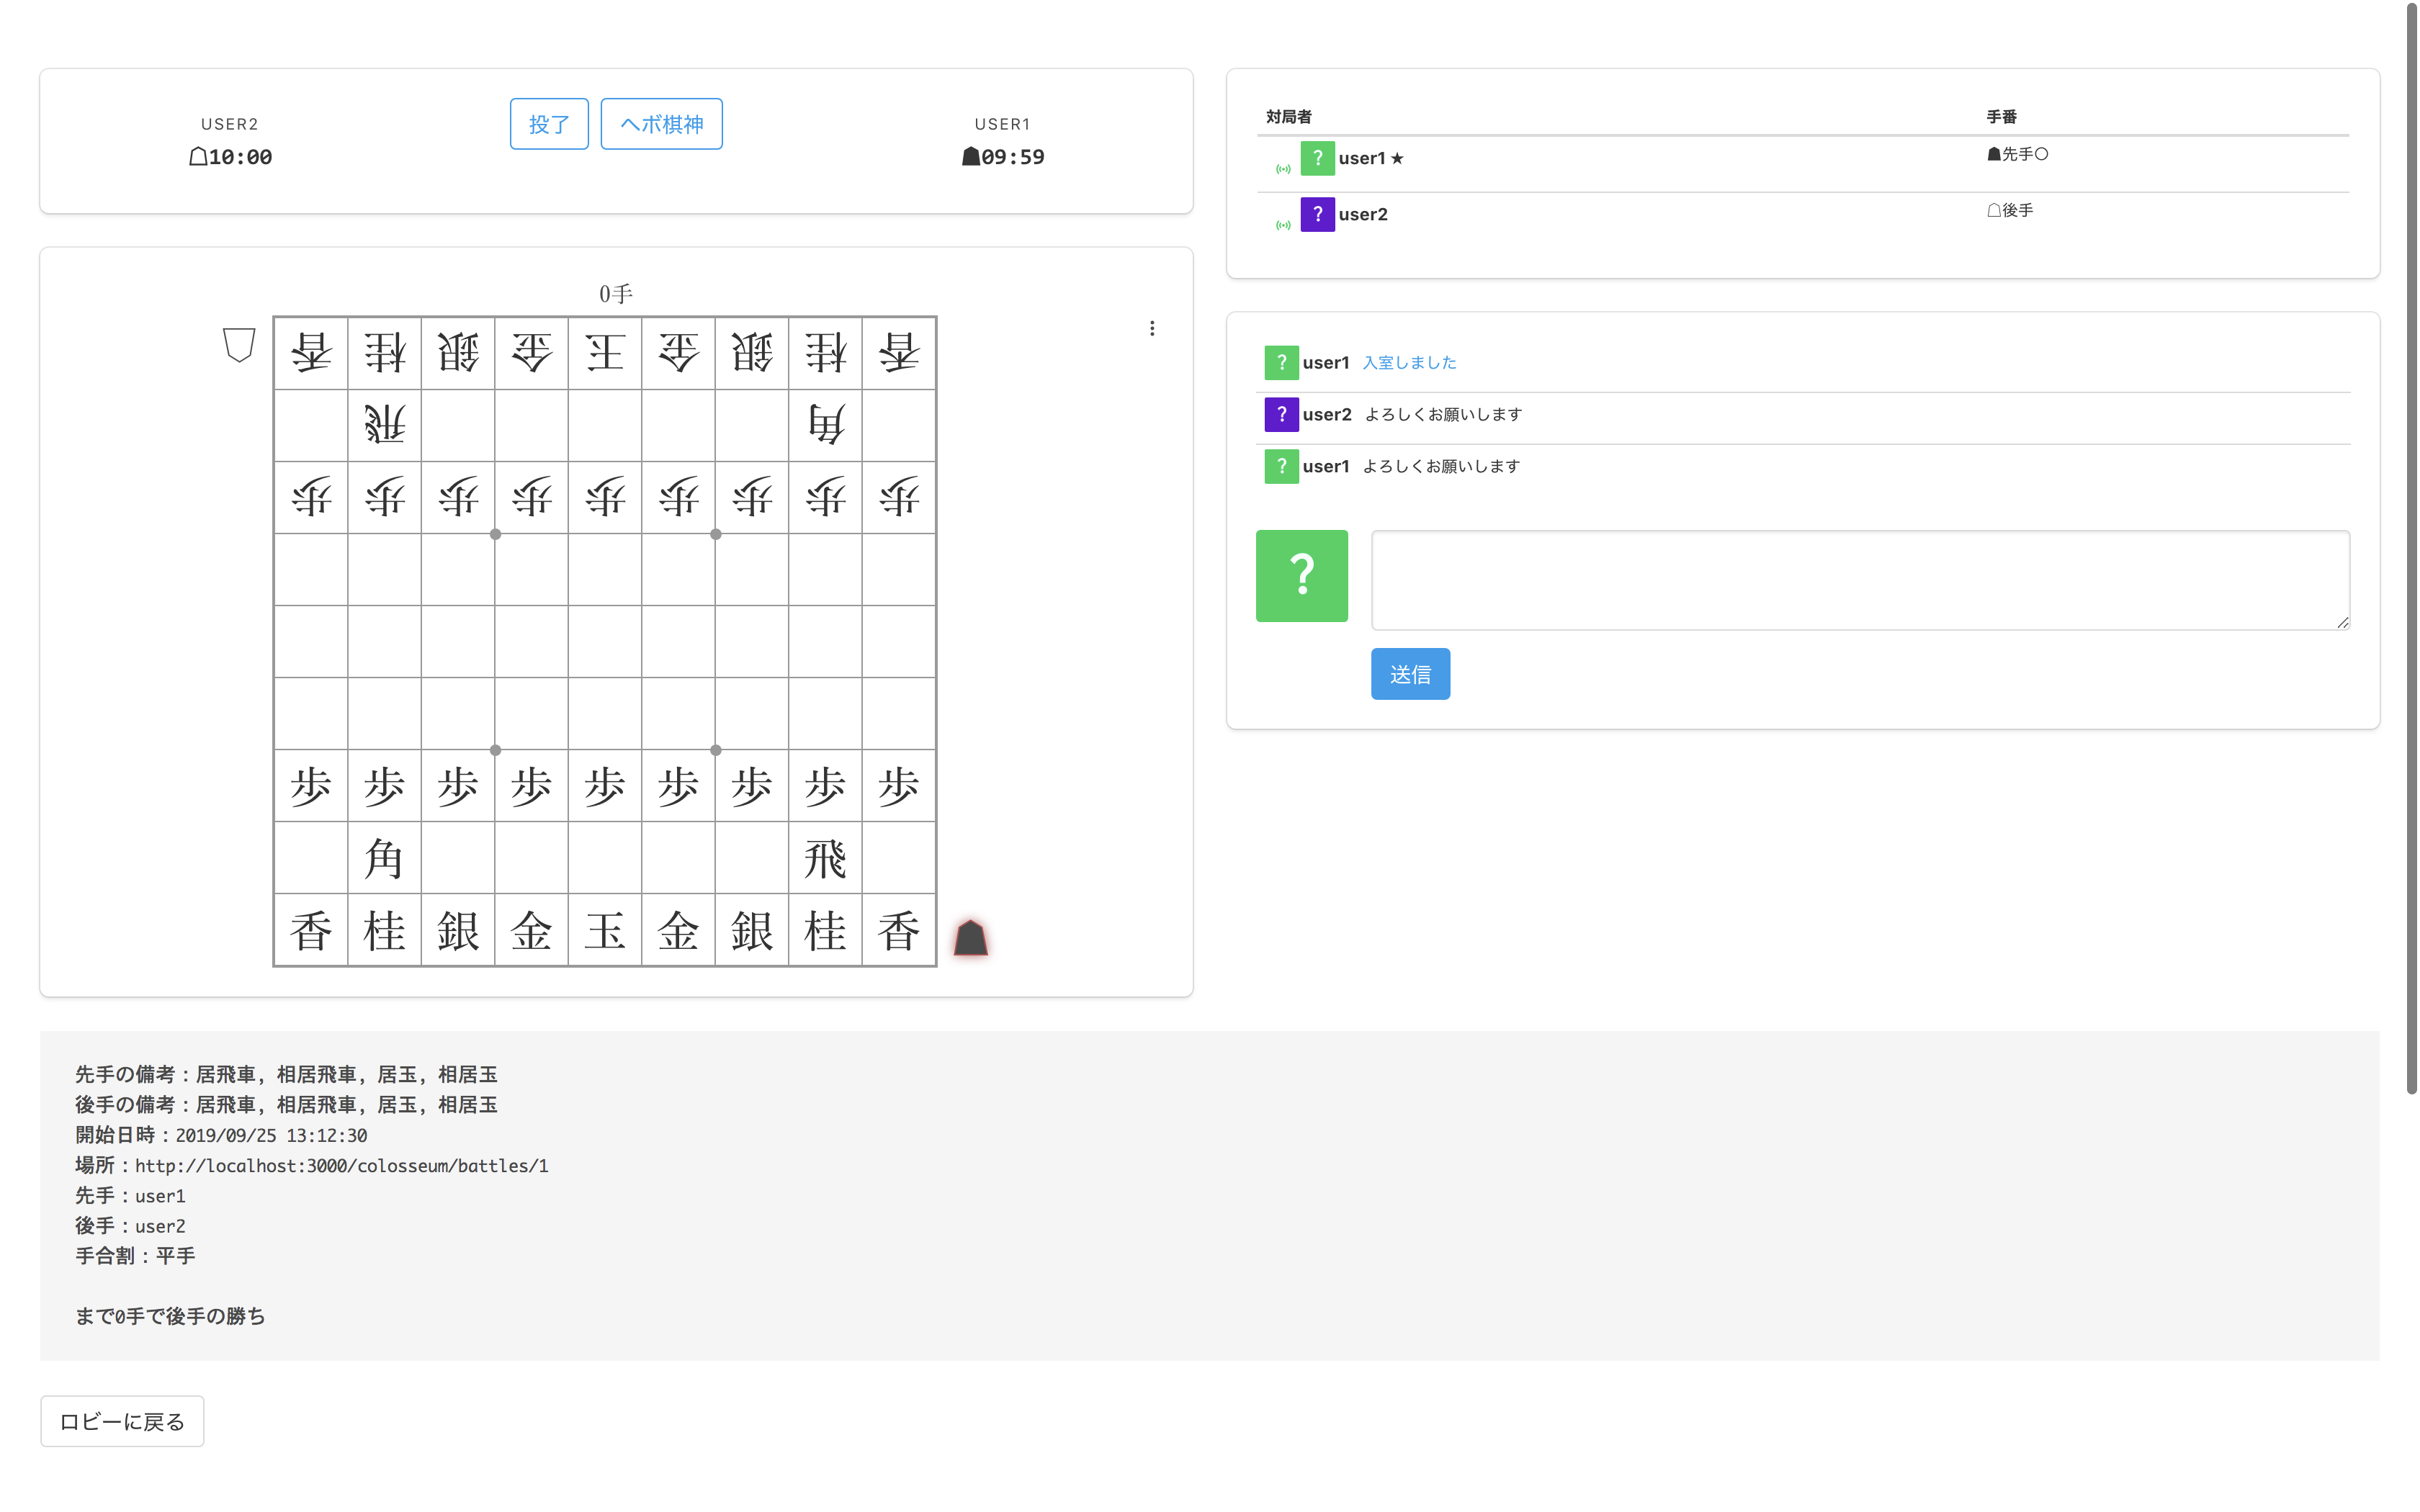 USER2
☖10:00
投了
ヘボ棋神
USER1
☗09:59
対局者 手番
? user1 ★ ☗先手〇
? user2 ☖後手
0手
香桂銀金王金銀桂香
飛角
歩歩歩歩歩歩歩歩歩
歩歩歩歩歩歩歩歩歩
角飛
香桂銀金玉金銀桂香
? user1 入室しました
? user2 よろしくお願いします
? user1 よろしくお願いします
?
送信
先手の備考：居飛車, 相居飛車, 居玉, 相居玉
後手の備考：居飛車, 相居飛車, 居玉, 相居玉
開始日時：2019/09/25 13:12:30
場所：http://localhost:3000/colosseum/battles/1
先手：user1
後手：user2
手合割：平手
まで0手で後手の勝ち
ロビーに戻る